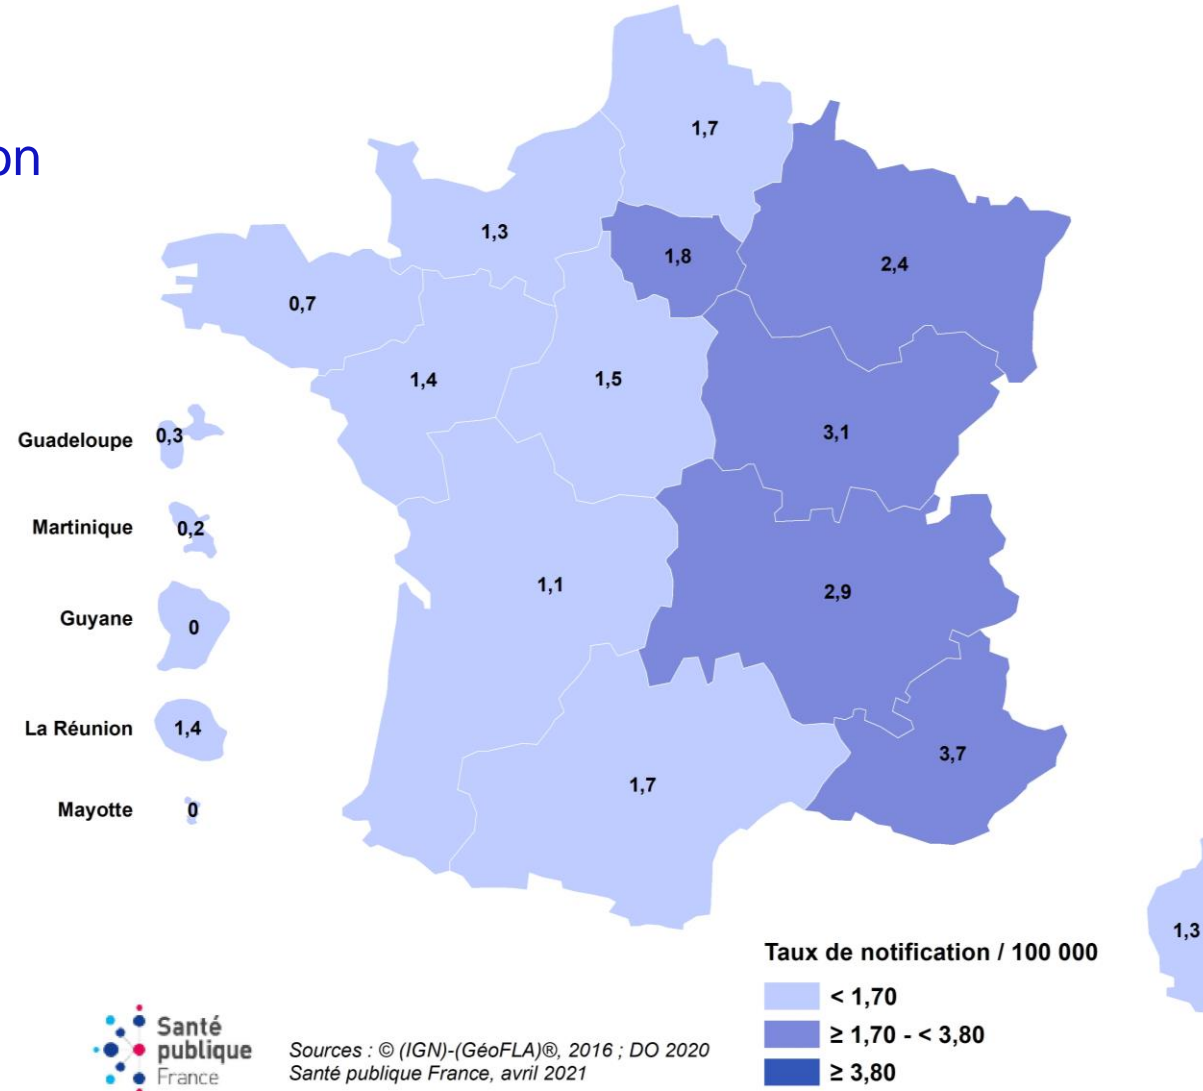 on
1,7
1,3
1,8
2,4
0,7
1,4
1,5
3,1
Guadeloupe 0,3
Martinique 0,2
1,1
2,9
Guyane 0
La Réunion 1,4
3,7
1,7
Mayotte 0
1,3
Taux de notification / 100 000
< 1,70
≥ 1,70 - < 3,80
≥ 3,80
Santé
publique
France
Sources : © (IGN)-(GéoFLA)®, 2016 ; DO 2020
Santé publique France, avril 2021